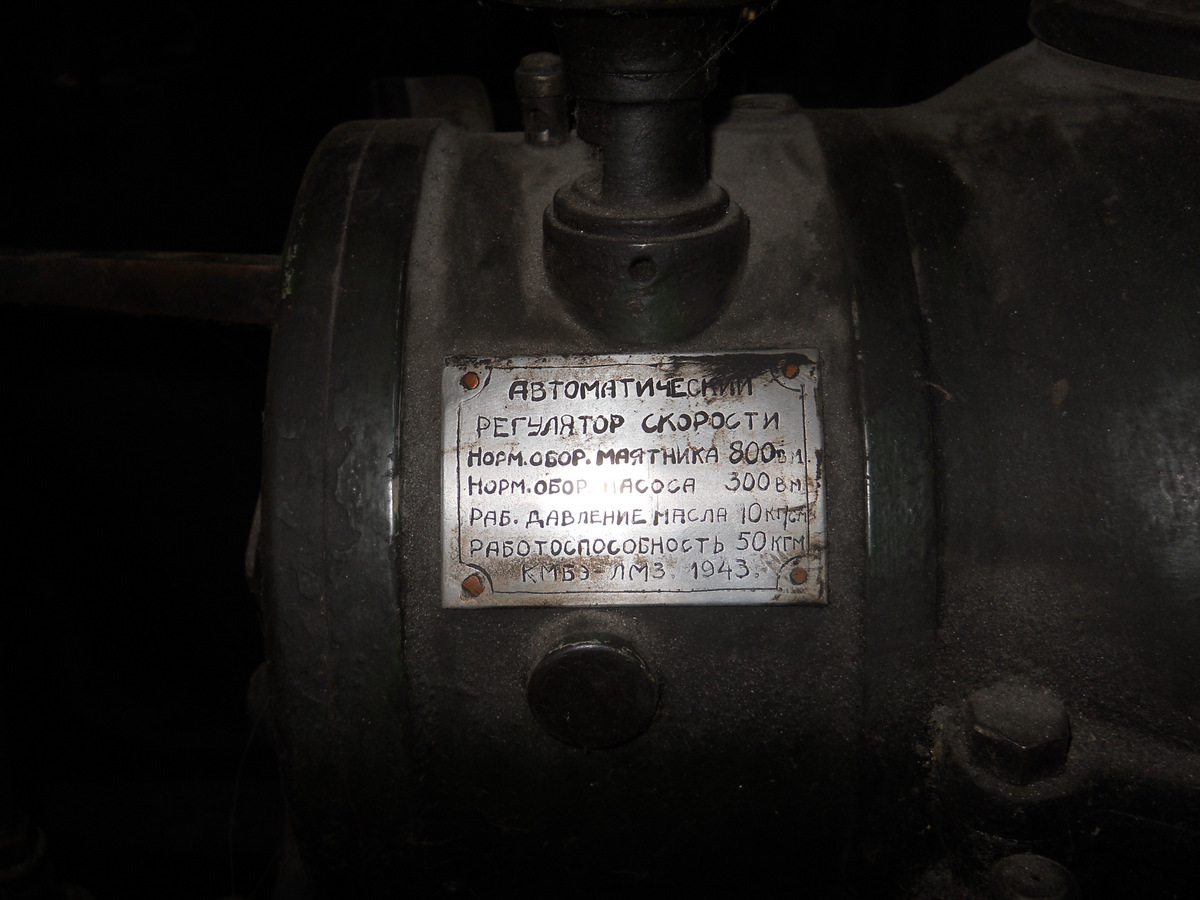 АВТОМАТИЧЕСКИЙ
РЕГУЛЯТОР СКОРОСТИ
НОРМ. ОБОР. МАЯТНИКА 800 В М.
НОРМ. ОБОР. НАСОСА 300 В М.
РАБ. ДАВЛЕНИЕ МАСЛА 10 КГ/СМ
РАБОТОСПОСОБНОСТЬ 50 КГМ
КМБЭ-ЛМЗ. 1943.